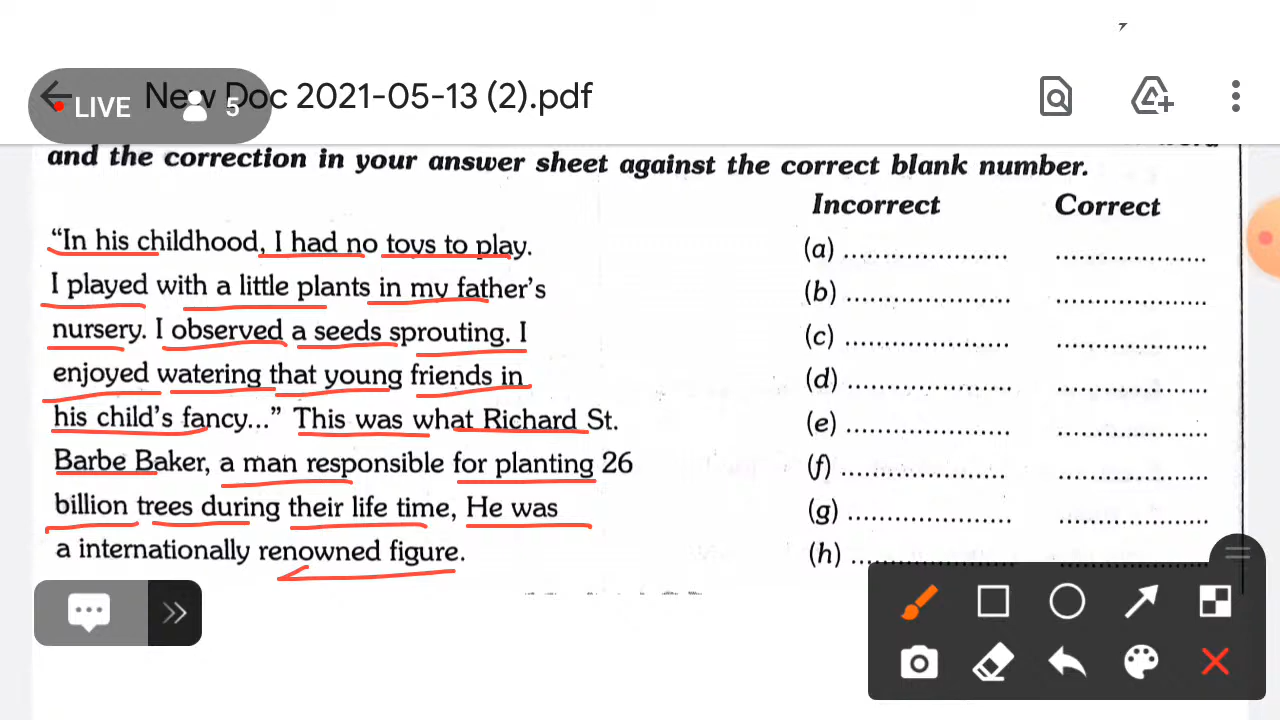 LIVE 5 New Doc 2021-05-13 (2).pdf
and the correction in your answer sheet against the correct blank number.
Incorrect Correct
“In his childhood, I had no toys to play. (a) ..................... ....................
I played with a little plants in my father's (b) ..................... ....................
nursery. I observed a seeds sprouting. I (c) ..................... ....................
enjoyed watering that young friends in (d) ..................... ....................
his child's fancy...” This was what Richard St. (e) ..................... ....................
Barbe Baker, a man responsible for planting 26 (f) ..................... ....................
billion trees during their life time, He was (g) ..................... ....................
a internationally renowned figure. (h) ..................... ....................